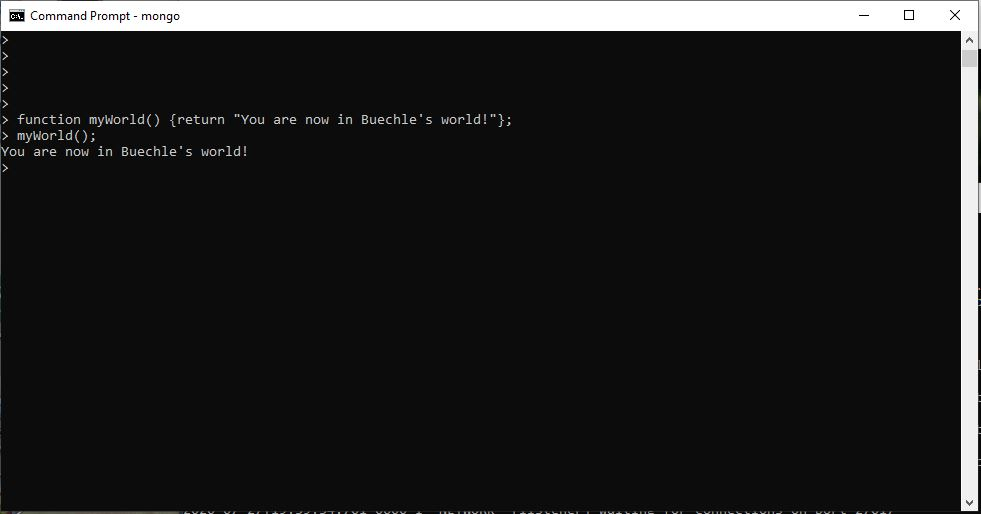 Command Prompt - mongo
>
>
>
>
>
> function myWorld() {return "You are now in Buechle's world!"};
> myWorld();
You are now in Buechle's world!
>